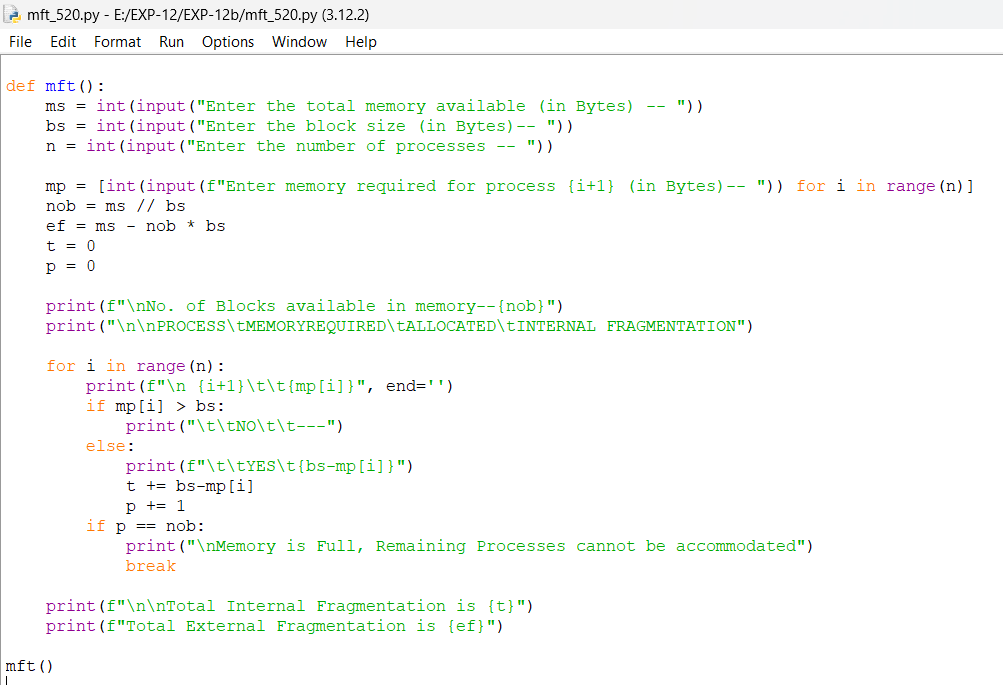 mft_520.py - E:/EXP-12/EXP-12b/mft_520.py (3.12.2)
File Edit Format Run Options Window Help
def mft():
    ms = int(input("Enter the total memory available (in Bytes) -- "))
    bs = int(input("Enter the block size (in Bytes)-- "))
    n = int(input("Enter the number of processes -- "))

    mp = [int(input(f"Enter memory required for process {i+1} (in Bytes)-- ")) for i in range(n)]
    nob = ms // bs
    ef = ms - nob * bs
    t = 0
    p = 0

    print(f"\nNo. of Blocks available in memory--{nob}")
    print("\n\nPROCESS\tMEMORYREQUIRED\tALLOCATED\tINTERNAL FRAGMENTATION")

    for i in range(n):
        print(f"\n {i+1}\t\t{mp[i]}", end='')
        if mp[i] > bs:
            print("\t\tNO\t\t---")
        else:
            print(f"\t\tYES\t{bs-mp[i]}")
            t += bs-mp[i]
            p += 1
        if p == nob:
            print("\nMemory is Full, Remaining Processes cannot be accommodated")
            break

    print(f"\n\nTotal Internal Fragmentation is {t}")
    print(f"Total External Fragmentation is {ef}")

mft()